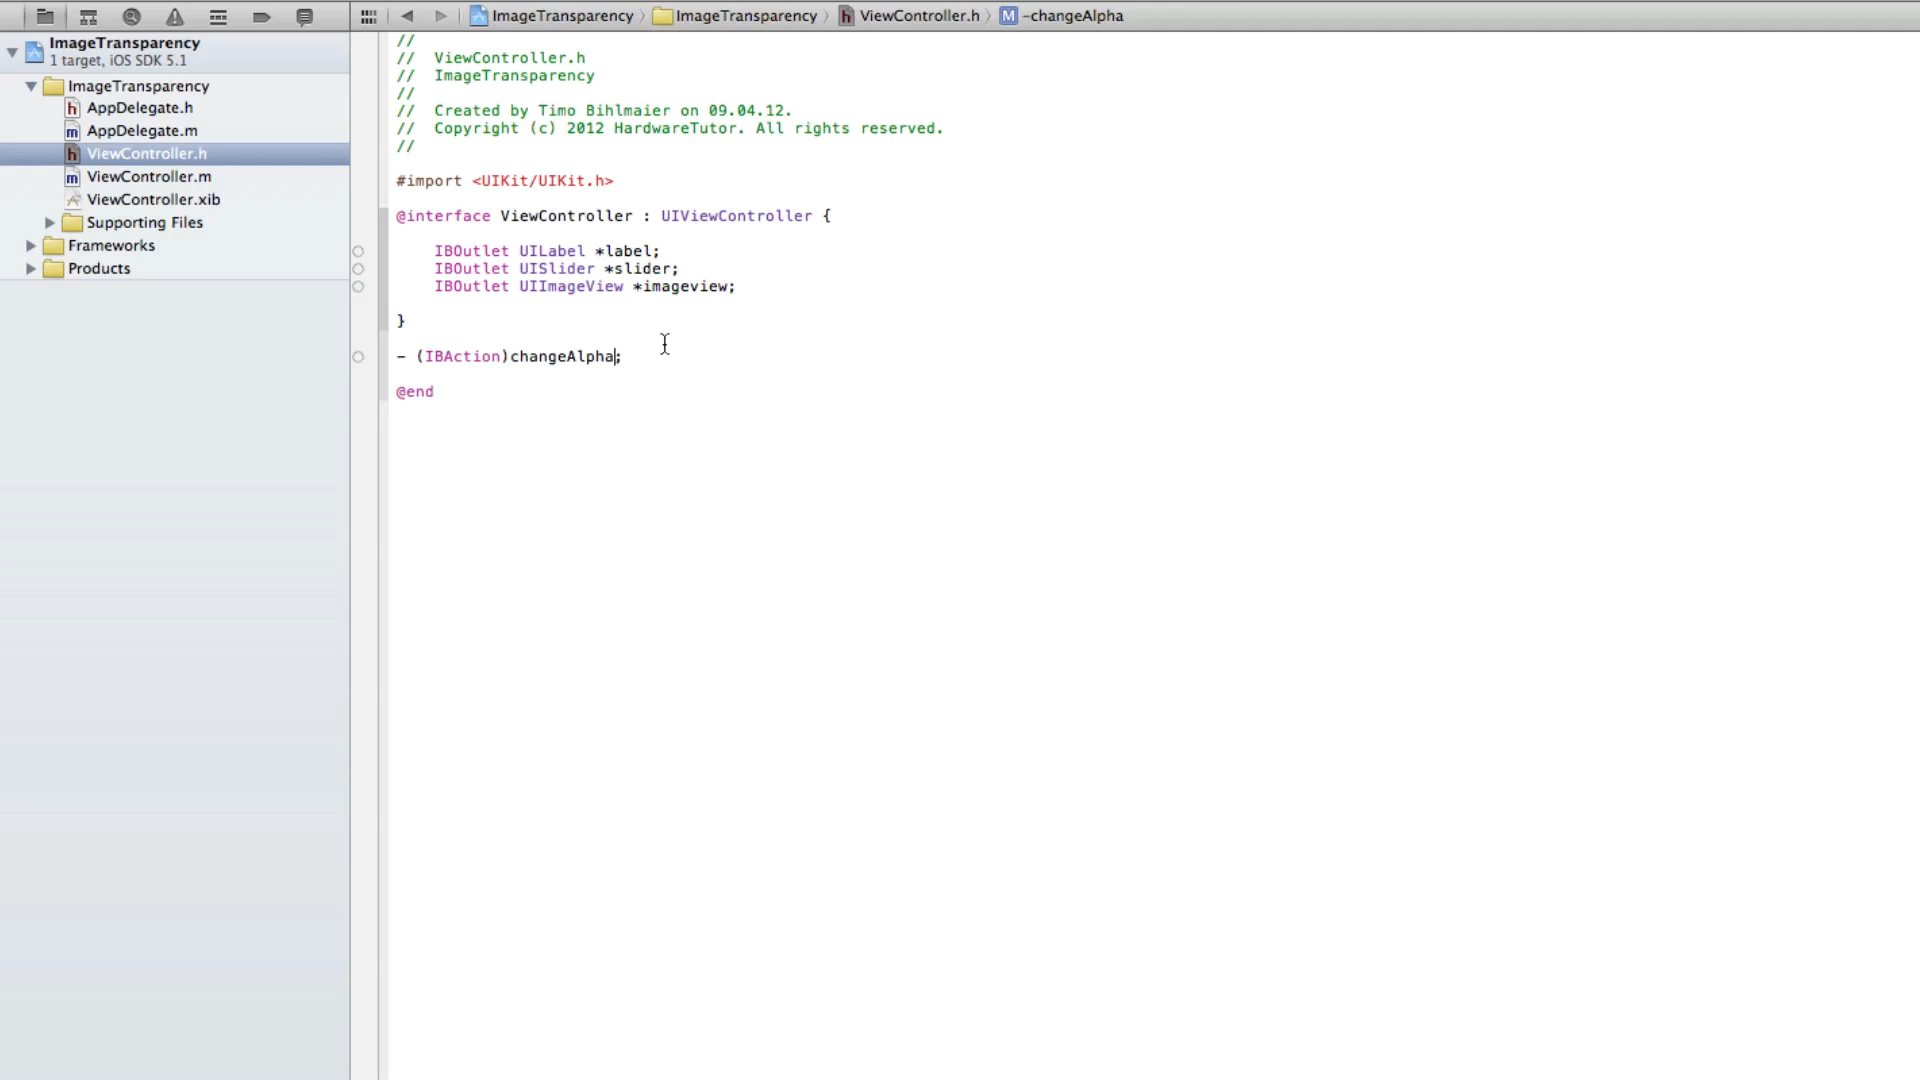 ImageTransparency ImageTransparency ViewController.h M -changeAlpha
ImageTransparency
1 target, iOS SDK 5.1
ImageTransparency
h AppDelegate.h
m AppDelegate.m
h ViewController.h
m ViewController.m
ViewController.xib
Supporting Files
Frameworks
Products
//
// ViewController.h
// ImageTransparency
//
// Created by Timo Bihlmaier on 09.04.12.
// Copyright (c) 2012 HardwareTutor. All rights reserved.
//
#import <UIKit/UIKit.h>
@interface ViewController : UIViewController {
IBOutlet UILabel *label;
IBOutlet UISlider *slider;
IBOutlet UIImageView *imageview;
}
- (IBAction)changeAlpha;
@end